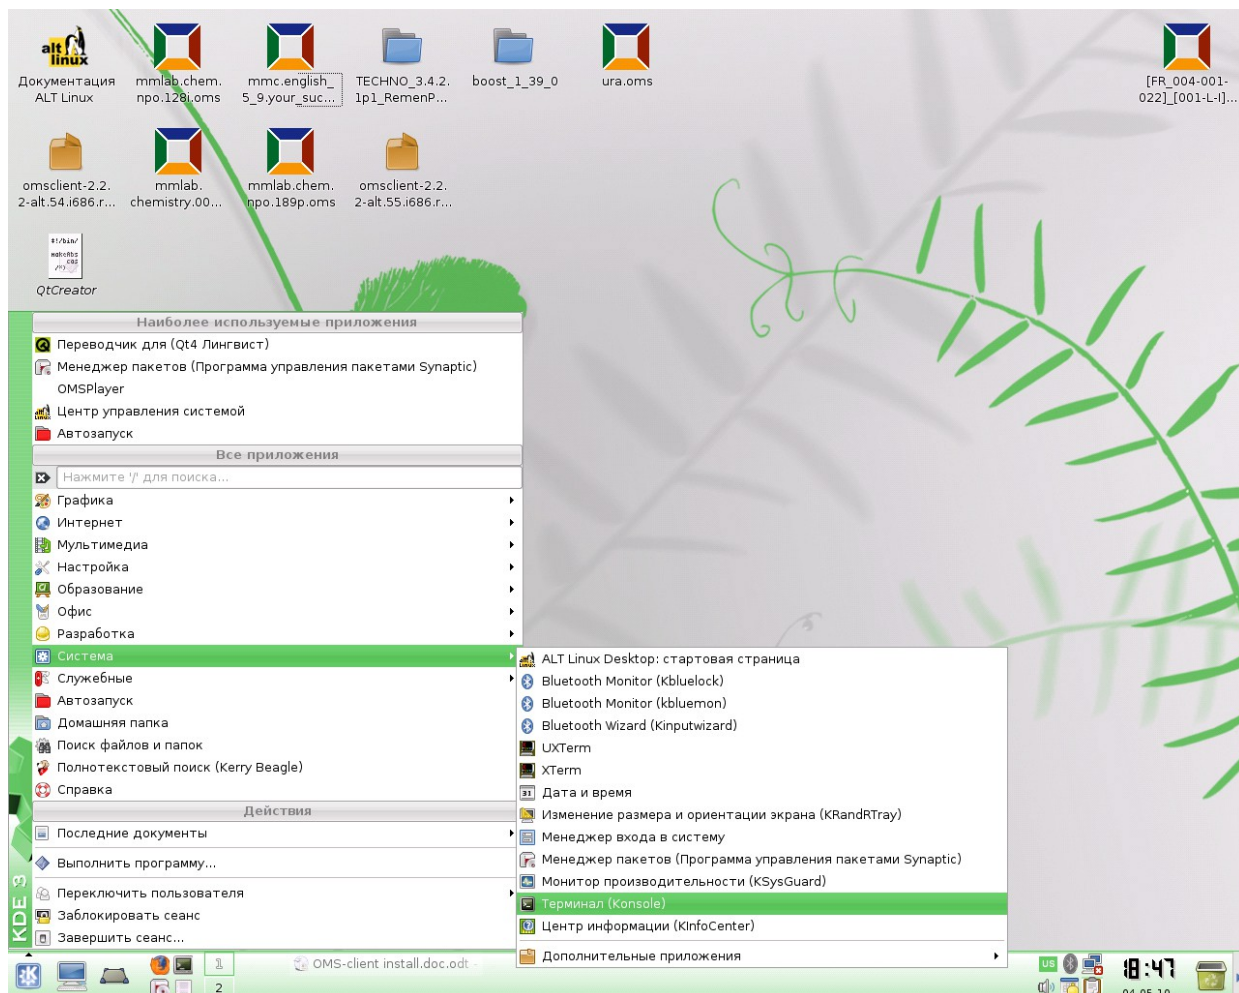 alt linux
Документация
ALT Linux
mmlab.chem.
npo.128i.oms
mmc.english_
5_9.your_suc...
TECHNO_3.4.2.
1p1_RemenP...
boost_1_39_0
ura.oms
[FR_004-001-
022]_[001-L-I]...
omsclient-2.2.
2-alt.54.i686.r...
mmlab.
chemistry.00...
mmlab.chem.
npo.189p.oms
omsclient-2.2.
2-alt.55.i686.r...
#!/bin/
makeAbs
QtCreator
Наиболее используемые приложения
Переводчик для (Qt4 Лингвист)
Менеджер пакетов (Программа управления пакетами Synaptic)
OMSPlayer
Центр управления системой
Автозапуск
Все приложения
Нажмите '/' для поиска...
Графика
Интернет
Мультимедиа
Настройка
Образование
Офис
Разработка
Система
Служебные
Автозапуск
Домашняя папка
Поиск файлов и папок
Полнотекстовый поиск (Kerry Beagle)
Справка
Действия
Последние документы
Выполнить программу...
Переключить пользователя
Заблокировать сеанс
Завершить сеанс...
KDE 3
ALT Linux Desktop: стартовая страница
Bluetooth Monitor (Kbluelock)
Bluetooth Monitor (kbluemon)
Bluetooth Wizard (Kinputwizard)
UXTerm
XTerm
Дата и время
Изменение размера и ориентации экрана (KRandRTray)
Менеджер входа в систему
Менеджер пакетов (Программа управления пакетами Synaptic)
Монитор производительности (KSysGuard)
Терминал (Konsole)
Центр информации (KInfoCenter)
Дополнительные приложения
1
2
OMS-client install.doc.odt -
US
18:47
04.05.10